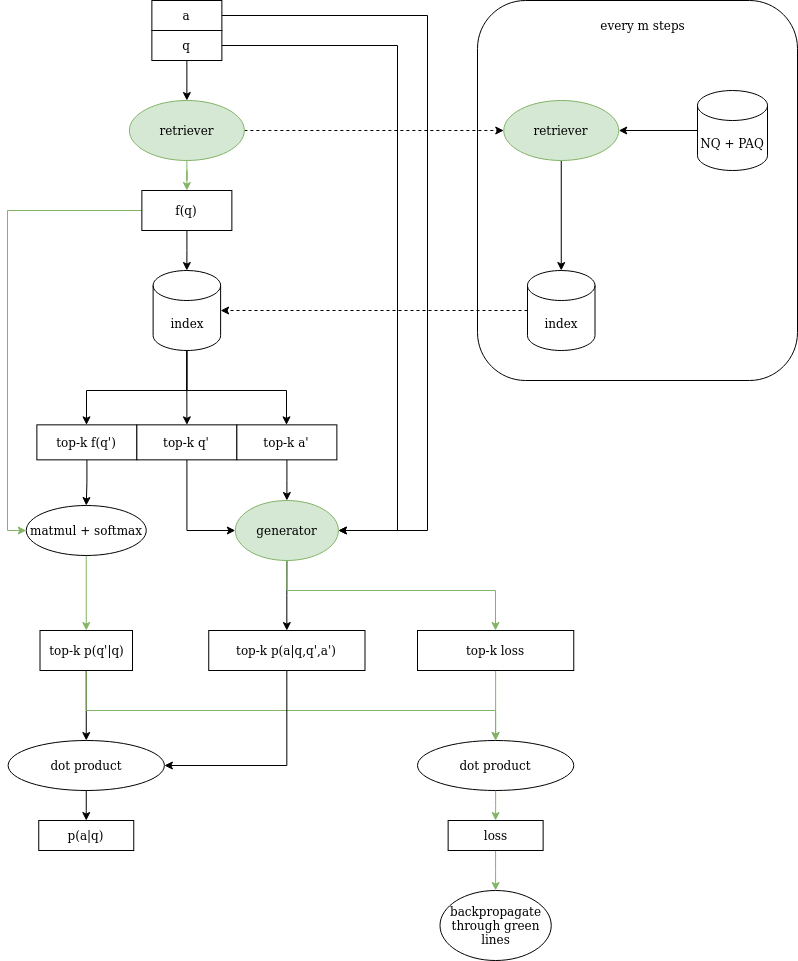 a
every m steps
q
retriever
retriever
NQ + PAQ
f(q)
index
index
top-k f(q')
top-k q'
top-k a'
matmul + softmax
generator
top-k p(q'|q)
top-k p(a|q,q',a')
top-k loss
dot product
dot product
p(a|q)
loss
backpropagate
through green
lines